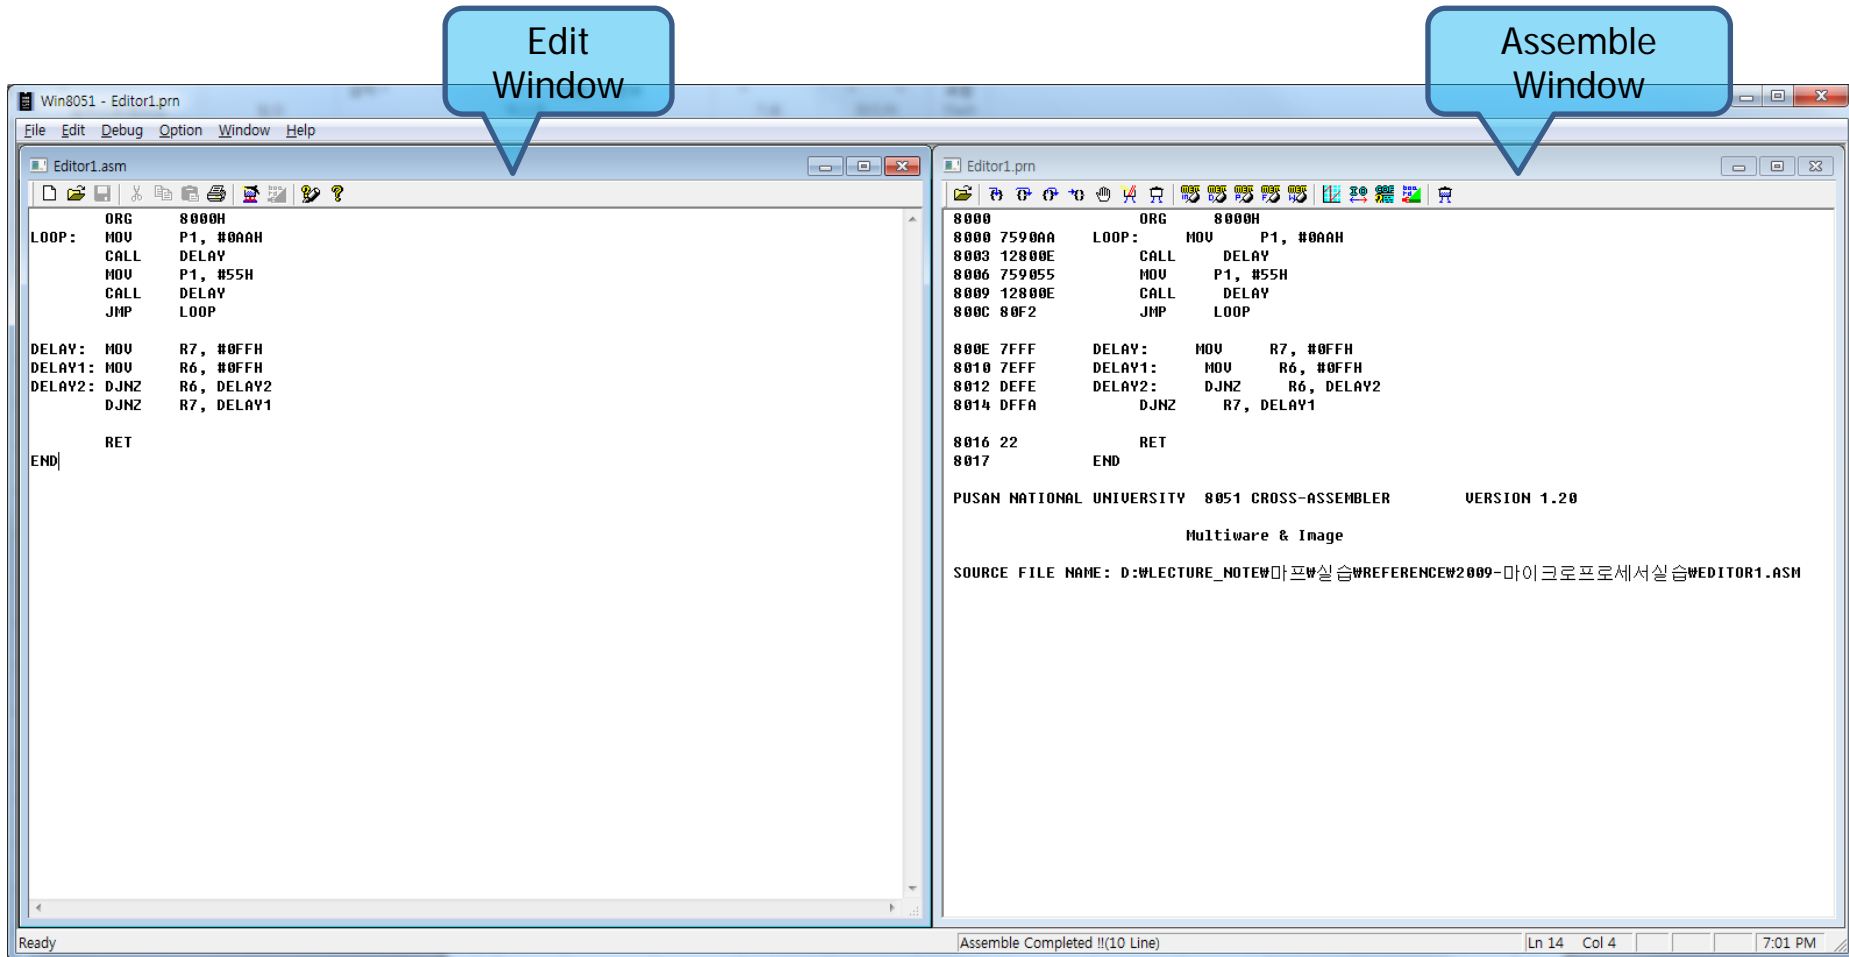 Edit
Window
Assemble
Window
Win8051 - Editor1.prn
File Edit Debug Option Window Help
Editor1.asm
ORG 8000H
LOOP: MOV P1, #0AAH
CALL DELAY
MOV P1, #55H
CALL DELAY
JMP LOOP
DELAY: MOV R7, #0FFH
DELAY1: MOV R6, #0FFH
DELAY2: DJNZ R6, DELAY2
DJNZ R7, DELAY1
RET
END
Editor1.prn
8000 ORG 8000H
8000 7590AA LOOP: MOV P1, #0AAH
8003 12800E CALL DELAY
8006 759055 MOV P1, #55H
8009 12800E CALL DELAY
800C 80F2 JMP LOOP
800E 7FFF DELAY: MOV R7, #0FFH
8010 7EFF DELAY1: MOV R6, #0FFH
8012 DEFE DELAY2: DJNZ R6, DELAY2
8014 DFFA DJNZ R7, DELAY1
8016 22 RET
8017 END
PUSAN NATIONAL UNIVERSITY 8051 CROSS-ASSEMBLER VERSION 1.20
Multiware & Image
SOURCE FILE NAME: D:₩LECTURE_NOTE₩마프₩실습₩REFERENCE₩2009-마이크로프로세서실습₩EDITOR1.ASM
Ready
Assemble Completed !!(10 Line)
Ln 14 Col 4
7:01 PM